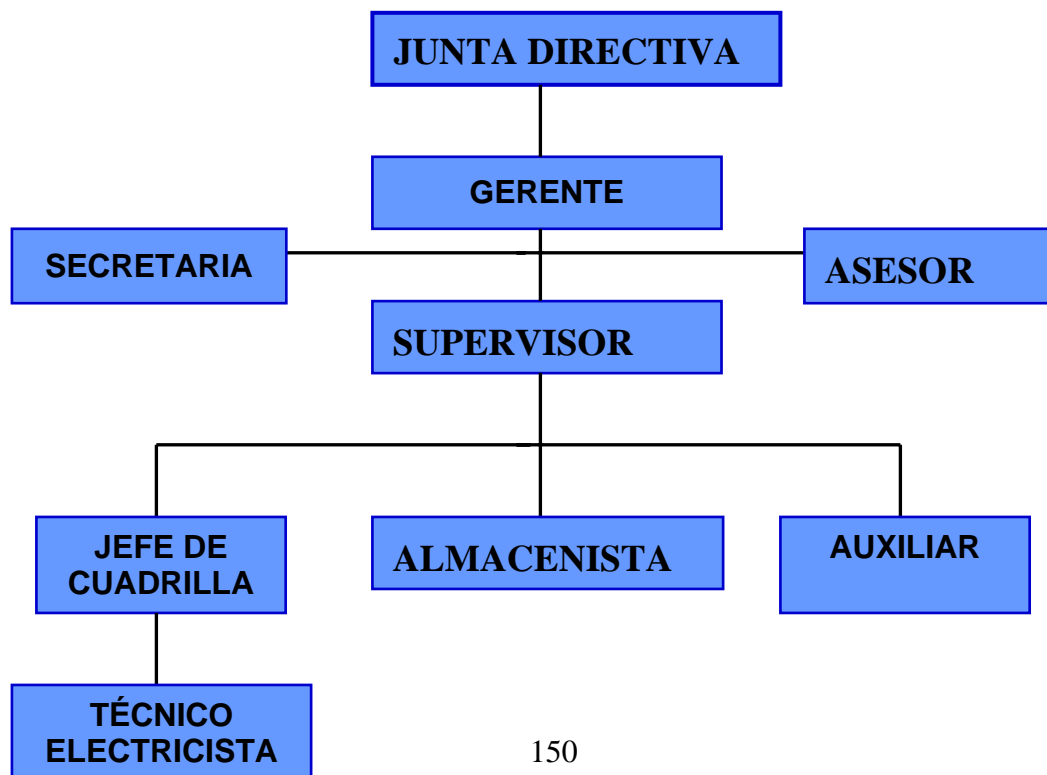 JUNTA DIRECTIVA
GERENTE
SECRETARIA
ASESOR
SUPERVISOR
JEFE DE
CUADRILLA
ALMACENISTA
AUXILIAR
TÉCNICO
ELECTRICISTA
150